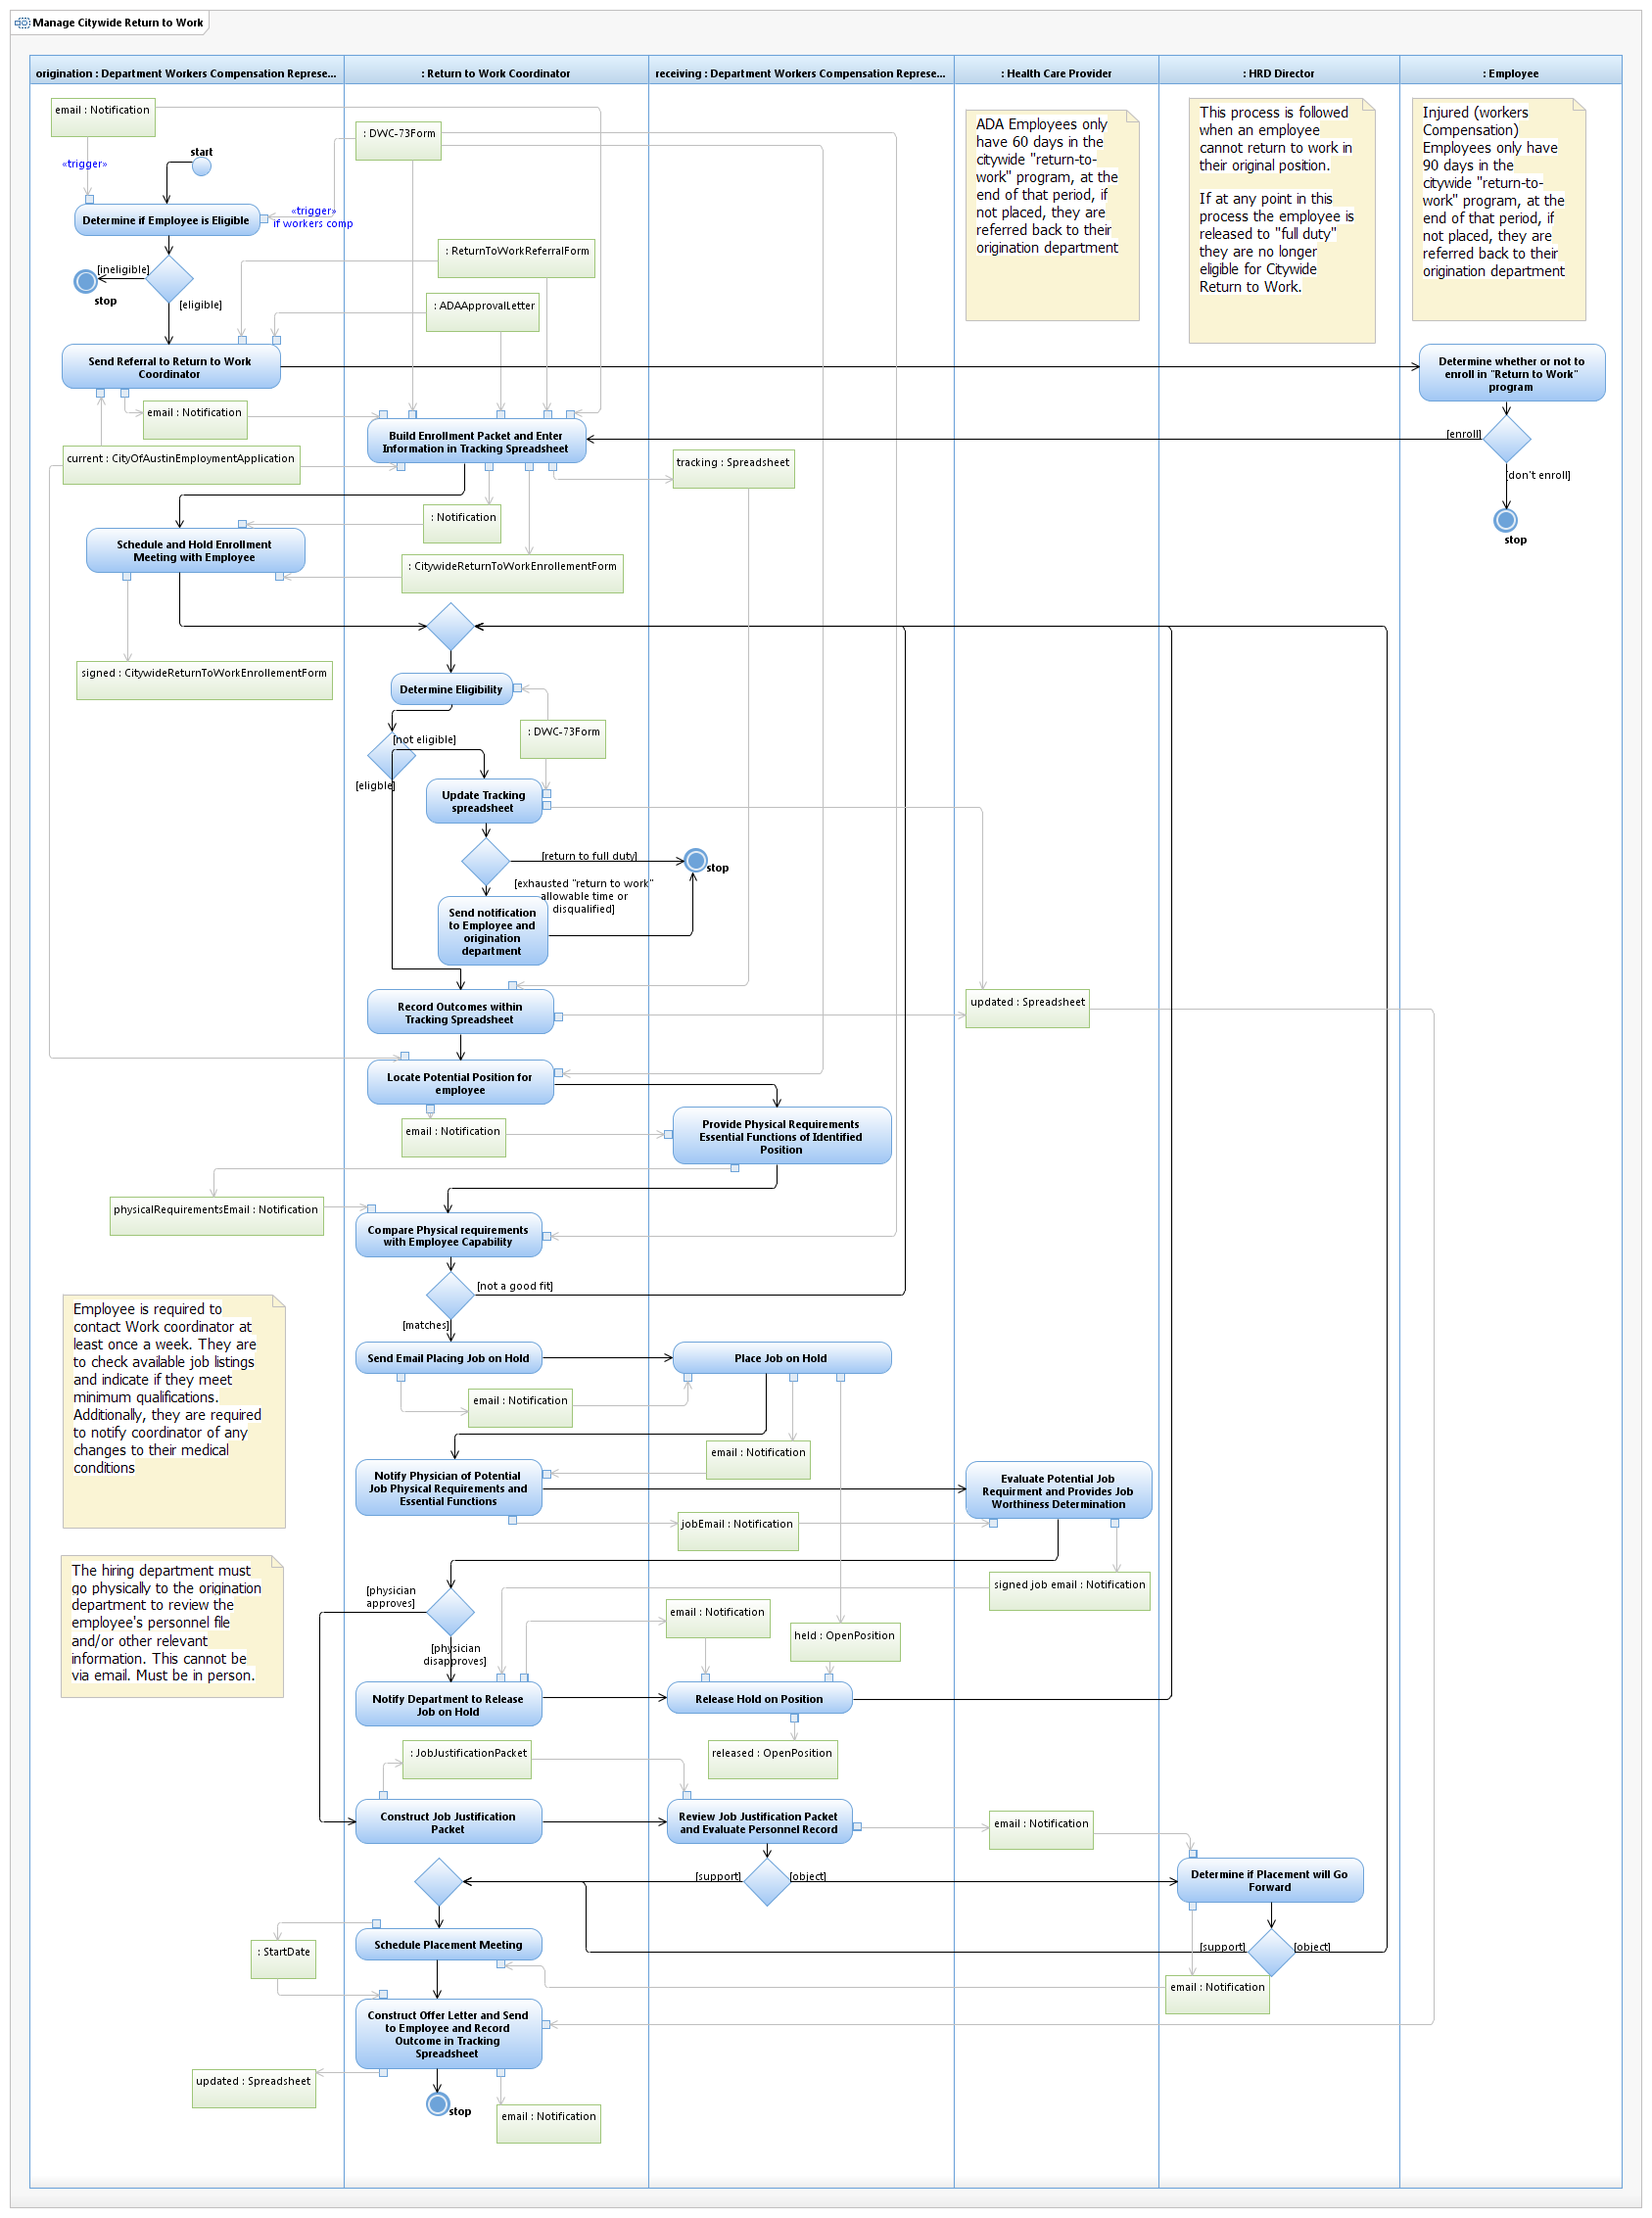 Manage Citywide Return to Work
origination : Department Workers Compensation Represe...
: Return to Work Coordinator
receiving : Department Workers Compensation Represe...
: Health Care Provider
: HRD Director
: Employee
email : Notification
«trigger»
start
Determine if Employee is Eligible
«trigger»
if workers comp
: DWC-73Form
ADA Employees only
have 60 days in the
citywide "return-to-
work" program, at the
end of that period, if
not placed, they are
referred back to their
origination department
This process is followed
when an employee
cannot return to work in
their original position.
If at any point in this
process the employee is
released to "full duty"
they are no longer
eligible for Citywide
Return to Work.
Injured (workers
Compensation)
Employees only have
90 days in the
citywide "return-to-
work" program, at the
end of that period, if
not placed, they are
referred back to their
origination department
[ineligible]
stop
[eligible]
: ReturnToWorkReferralForm
: ADAApprovalLetter
Send Referral to Return to Work
Coordinator
Determine whether or not to
enroll in "Return to Work"
program
email : Notification
[enroll]
[don't enroll]
stop
Build Enrollment Packet and Enter
Information in Tracking Spreadsheet
current : CityOfAustinEmploymentApplication
tracking : Spreadsheet
: Notification
Schedule and Hold Enrollment
Meeting with Employee
: CitywideReturnToWorkEnrollementForm
signed : CitywideReturnToWorkEnrollementForm
Determine Eligibility
[not eligible]
: DWC-73Form
[eligble]
Update Tracking
spreadsheet
[return to full duty]
stop
[exhausted "return to work"
allowable time or
disqualified]
Send notification
to Employee and
origination
department
Record Outcomes within
Tracking Spreadsheet
updated : Spreadsheet
Locate Potential Position for
employee
email : Notification
Provide Physical Requirements
Essential Functions of Identified
Position
physicalRequirementsEmail : Notification
Compare Physical requirements
with Employee Capability
[not a good fit]
[matches]
Employee is required to
contact Work coordinator at
least once a week. They are
to check available job listings
and indicate if they meet
minimum qualifications.
Additionally, they are required
to notify coordinator of any
changes to their medical
conditions
Send Email Placing Job on Hold
Place Job on Hold
email : Notification
email : Notification
Notify Physician of Potential
Job Physical Requirements and
Essential Functions
Evaluate Potential Job
Requirment and Provides Job
Worthiness Determination
jobEmail : Notification
The hiring department must
go physically to the origination
department to review the
employee's personnel file
and/or other relevant
information. This cannot be
via email. Must be in person.
[physician
approves]
signed job email : Notification
email : Notification
held : OpenPosition
[physician
disapproves]
Notify Department to Release
Job on Hold
Release Hold on Position
: JobJustificationPacket
released : OpenPosition
Construct Job Justification
Packet
Review Job Justification Packet
and Evaluate Personnel Record
email : Notification
[support]
[object]
Determine if Placement will Go
Forward
Schedule Placement Meeting
: StartDate
[support]
[object]
email : Notification
Construct Offer Letter and Send
to Employee and Record
Outcome in Tracking
Spreadsheet
updated : Spreadsheet
stop
email : Notification